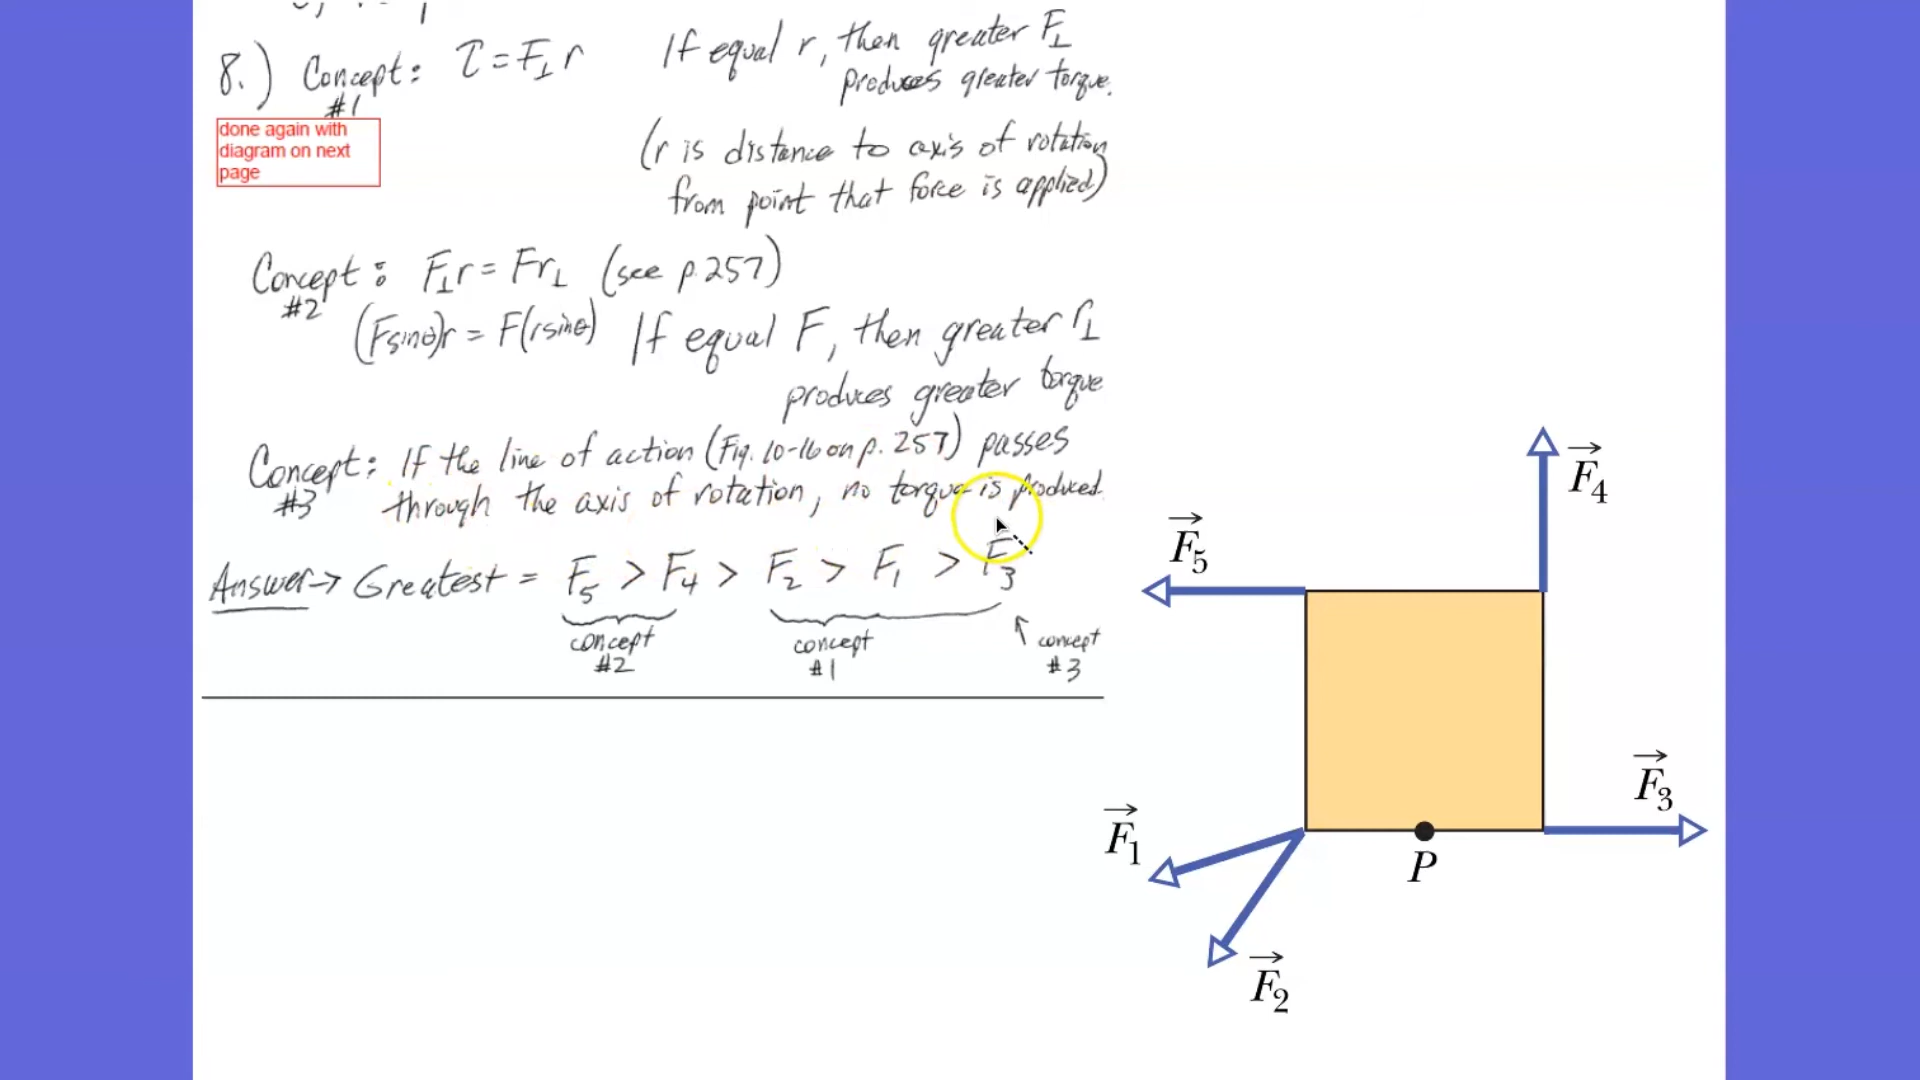 8.) Concept: τ = F⊥ r If equal r, then greater F⊥
#1 produces greater torque.
done again with
diagram on next
page
(r is distance to axis of rotation
from point that force is applied)
Concept: F⊥r = Fr⊥ (see p. 257)
#2
(Fsinθ)r = F(rsinθ) If equal F, then greater r⊥
produces greater torque
Concept: If the line of action (Fig. 10-16 on p. 257) passes
#3 through the axis of rotation, no torque is produced.
Answer → Greatest = F5 > F4 > F2 > F1 > F3
concept
#2
concept
#1
concept
#3
F4
F5
F3
F1
P
F2